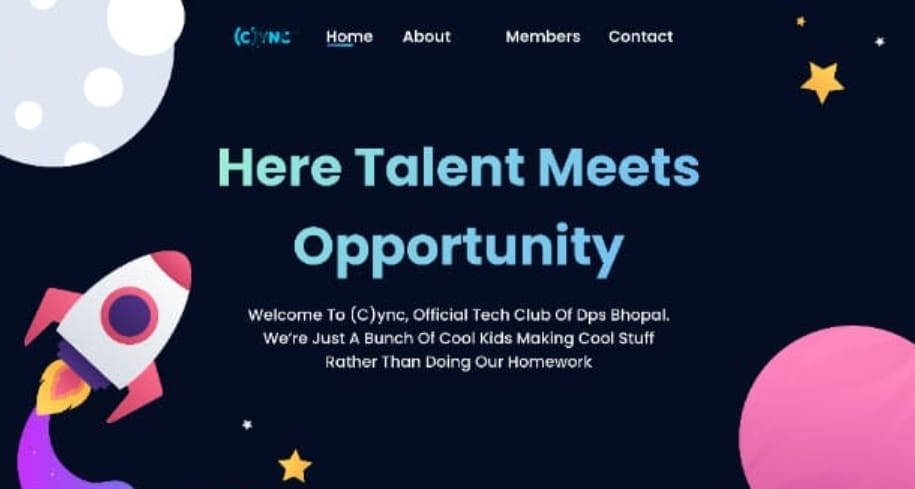 (C)YNC Home About Members Contact
Here Talent Meets
Opportunity
Welcome To (C)ync, Official Tech Club Of Dps Bhopal.
We're Just A Bunch Of Cool Kids Making Cool Stuff
Rather Than Doing Our Homework